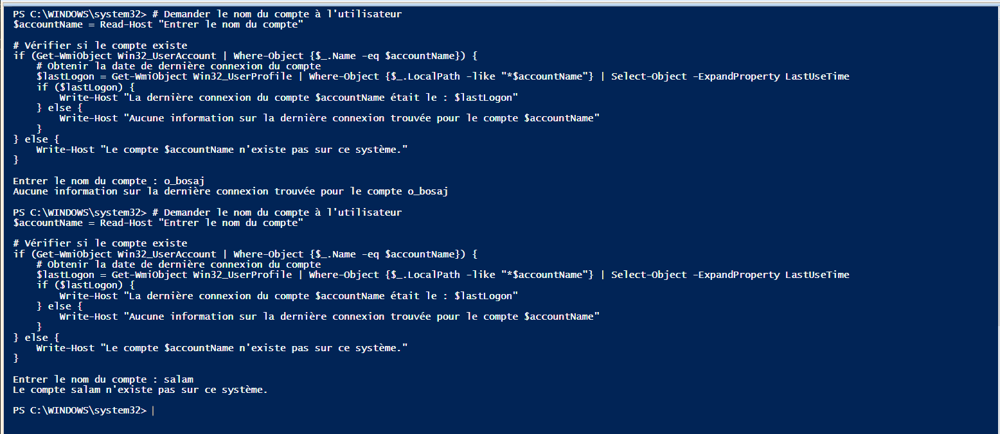 PS C:\WINDOWS\system32> # Demander le nom du compte à l'utilisateur
$accountName = Read-Host "Entrer le nom du compte"

# Vérifier si le compte existe
if (Get-WmiObject Win32_UserAccount | Where-Object {$_.Name -eq $accountName}) {
    # Obtenir la date de dernière connexion du compte
    $lastLogon = Get-WmiObject Win32_UserProfile | Where-Object {$_.LocalPath -like "*$accountName"} | Select-Object -ExpandProperty LastUseTime
    if ($lastLogon) {
        Write-Host "La dernière connexion du compte $accountName était le : $lastLogon"
    } else {
        Write-Host "Aucune information sur la dernière connexion trouvée pour le compte $accountName"
    }
} else {
    Write-Host "Le compte $accountName n'existe pas sur ce système."
}

Entrer le nom du compte : o_bosaj
Aucune information sur la dernière connexion trouvée pour le compte o_bosaj

PS C:\WINDOWS\system32> # Demander le nom du compte à l'utilisateur
$accountName = Read-Host "Entrer le nom du compte"

# Vérifier si le compte existe
if (Get-WmiObject Win32_UserAccount | Where-Object {$_.Name -eq $accountName}) {
    # Obtenir la date de dernière connexion du compte
    $lastLogon = Get-WmiObject Win32_UserProfile | Where-Object {$_.LocalPath -like "*$accountName"} | Select-Object -ExpandProperty LastUseTime
    if ($lastLogon) {
        Write-Host "La dernière connexion du compte $accountName était le : $lastLogon"
    } else {
        Write-Host "Aucune information sur la dernière connexion trouvée pour le compte $accountName"
    }
} else {
    Write-Host "Le compte $accountName n'existe pas sur ce système."
}

Entrer le nom du compte : salam
Le compte salam n'existe pas sur ce système.

PS C:\WINDOWS\system32>